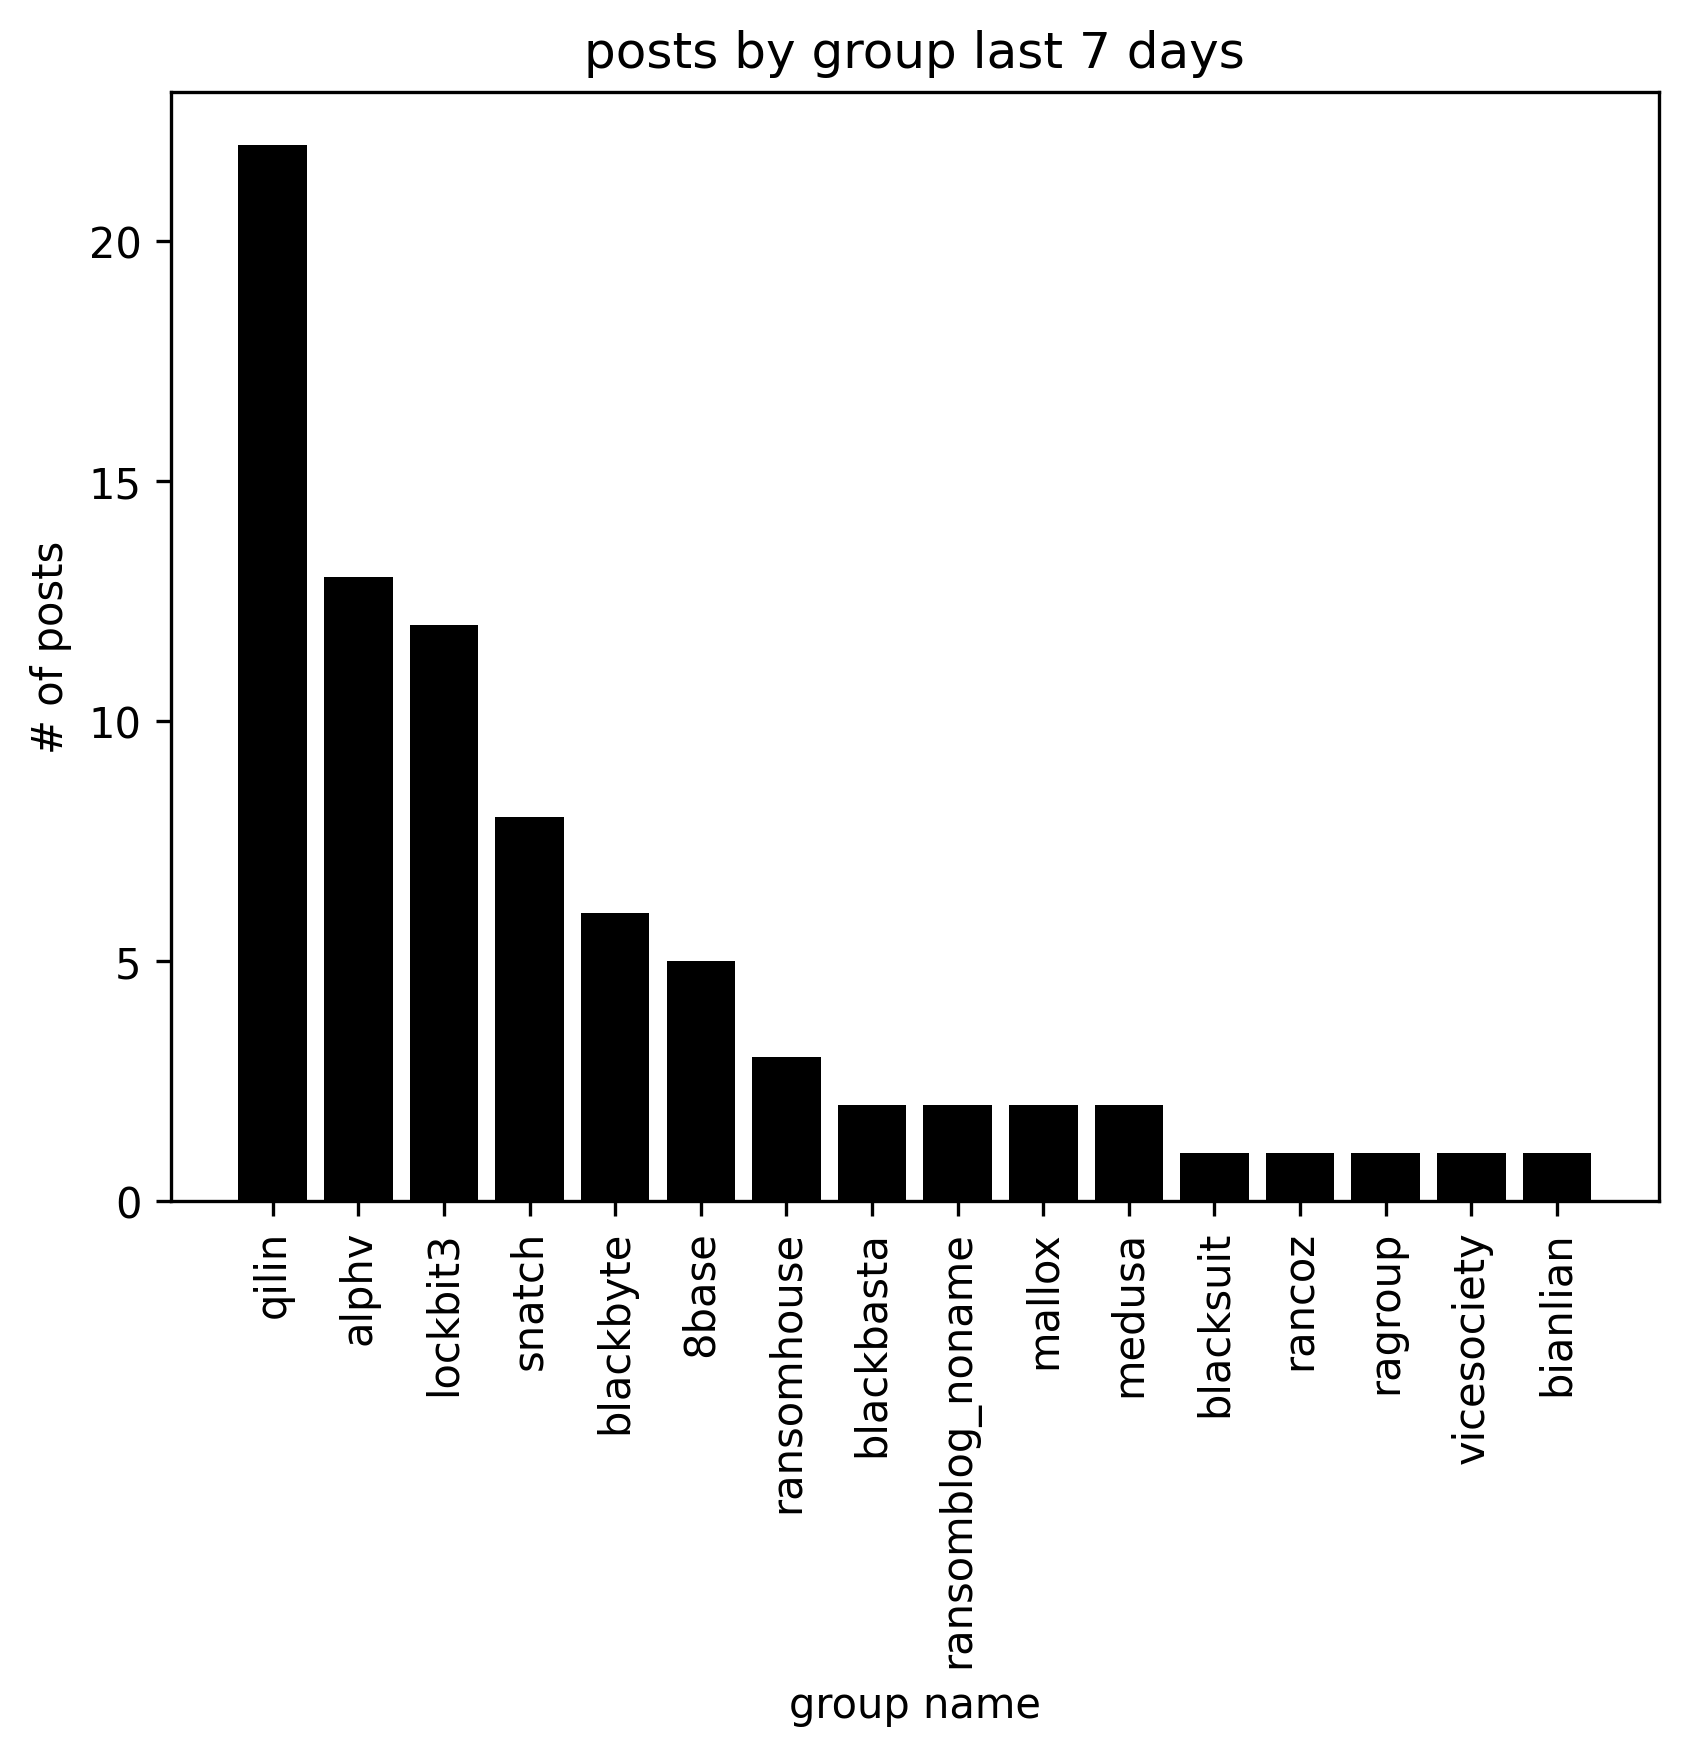 posts by group last 7 days
# of posts
20
15
10
5
0
qilin
alphv
lockbit3
snatch
blackbyte
8base
ransomhouse
blackbasta
ransomblog_noname
mallox
medusa
blacksuit
rancoz
ragroup
vicesociety
bianlian
group name